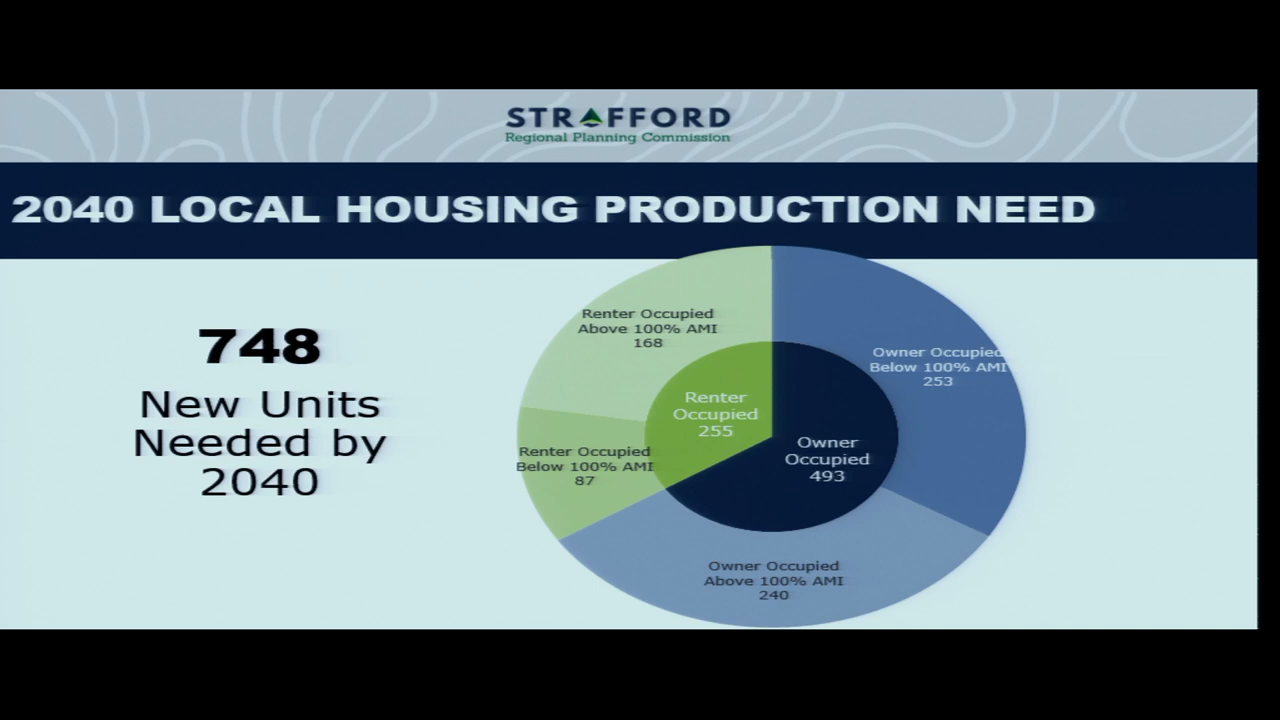 STRAFFORD
Regional Planning Commission
2040 LOCAL HOUSING PRODUCTION NEED
748
New Units
Needed by
2040
Renter Occupied
Above 100% AMI
168
Owner Occupied
Below 100% AMI
253
Renter
Occupied
255
Owner
Occupied
493
Renter Occupied
Below 100% AMI
87
Owner Occupied
Above 100% AMI
240